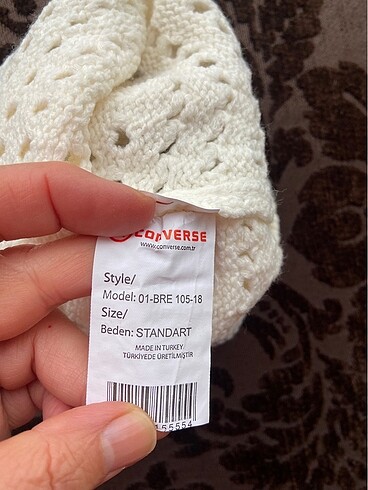 CONVERSE
www.converse.com.tr
Style/
Model: 01-BRE 105-18
Size/
Beden: STANDART
MADE IN TURKEY
TÜRKİYEDE ÜRETİLMİŞTİR
55554